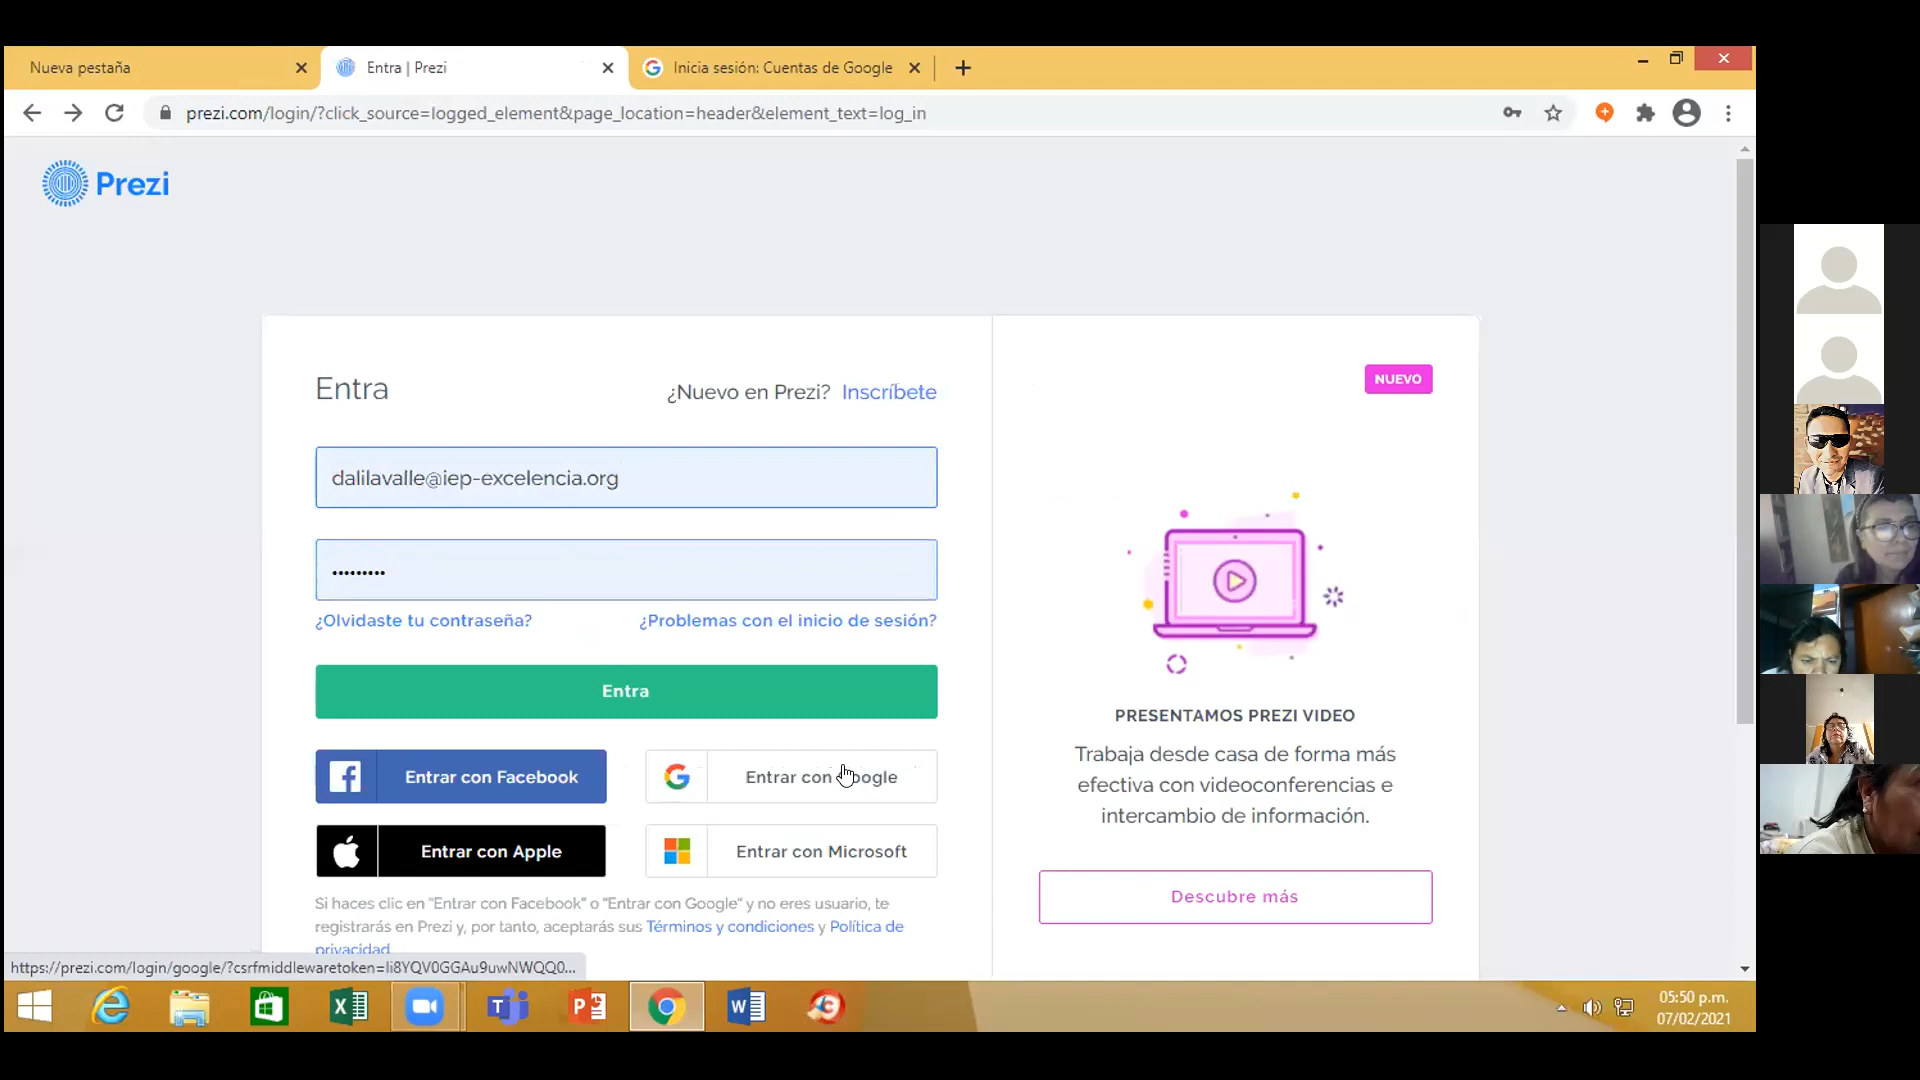 Nueva pestaña
Entra | Prezi
Inicia sesión: Cuentas de Google
prezi.com/login/?click_source=logged_element&page_location=header&element_text=log_in
Prezi
Entra
¿Nuevo en Prezi? Inscríbete
dalilavalle@iep-excelencia.org
•••••••••
¿Olvidaste tu contraseña?
¿Problemas con el inicio de sesión?
Entra
Entrar con Facebook
Entrar con Google
Entrar con Apple
Entrar con Microsoft
Si haces clic en "Entrar con Facebook" o "Entrar con Google" y no eres usuario, te
registrarás en Prezi y, por tanto, aceptarás sus Términos y condiciones y Política de
privacidad
NUEVO
PRESENTAMOS PREZI VIDEO
Trabaja desde casa de forma más
efectiva con videoconferencias e
intercambio de información.
Descubre más
https://prezi.com/login/google/?csrfmiddlewaretoken=Ii8YQV0GGAu9uwNWQQ0...
05:50 p.m.
07/02/2021